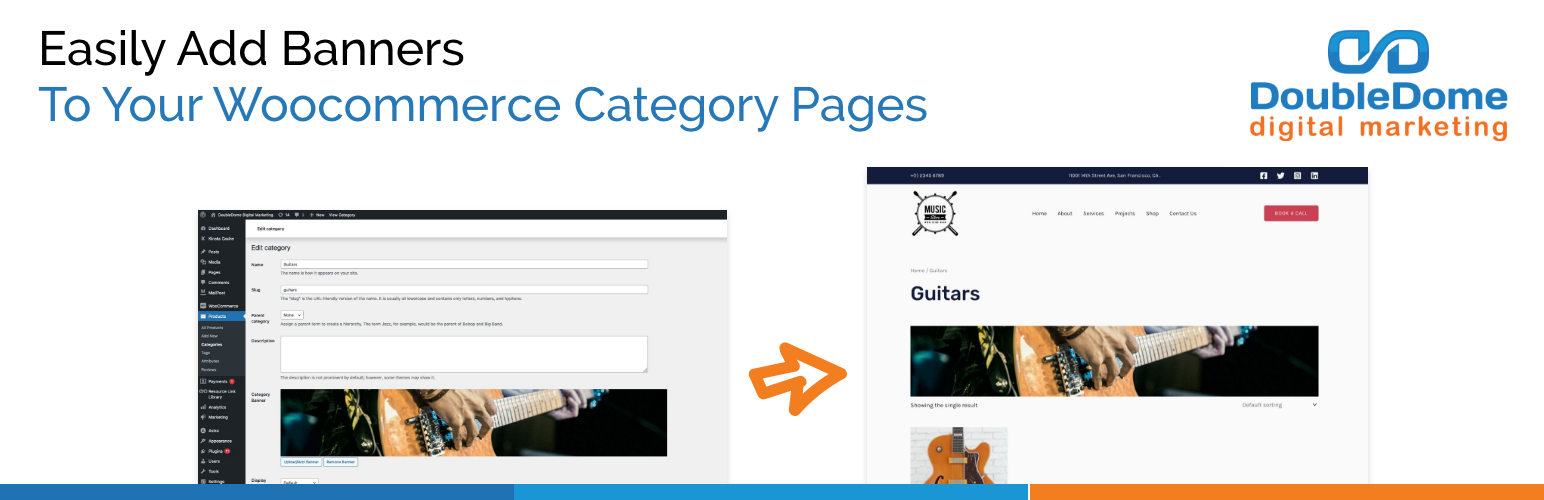 Easily Add Banners
To Your Woocommerce Category Pages
DoubleDome
digital marketing
DoubleDome Digital Marketing 14 1 + New View Category
Dashboard
Kinsta Cache
Posts
Media
Pages
Comments
MailPoet
WooCommerce
Products
All Products
Add New
Categories
Tags
Attributes
Reviews
Payments 1
Resource Link
Library
Analytics
Marketing
Astra
Appearance
Plugins
Users
Tools
Settings
Edit category
Edit category
Name
Guitars
The name is how it appears on your site.
Slug
guitars
The "slug" is the URL-friendly version of the name. It is usually all lowercase and contains only letters, numbers, and hyphens.
Parent
category
None
Assign a parent term to create a hierarchy. The term Jazz, for example, would be the parent of Bebop and Big Band.
Description
The description is not prominent by default; however, some themes may show it.
Category
Banner
Upload/Edit Banner Remove Banner
Display
Default
+(1) 2345 6789 11001 14th Street Ave, San Francisco, CA.
MUSIC
Home About Services Projects Shop Contact Us
BOOK A CALL
Home / Guitars
Guitars
Showing the single result Default sorting